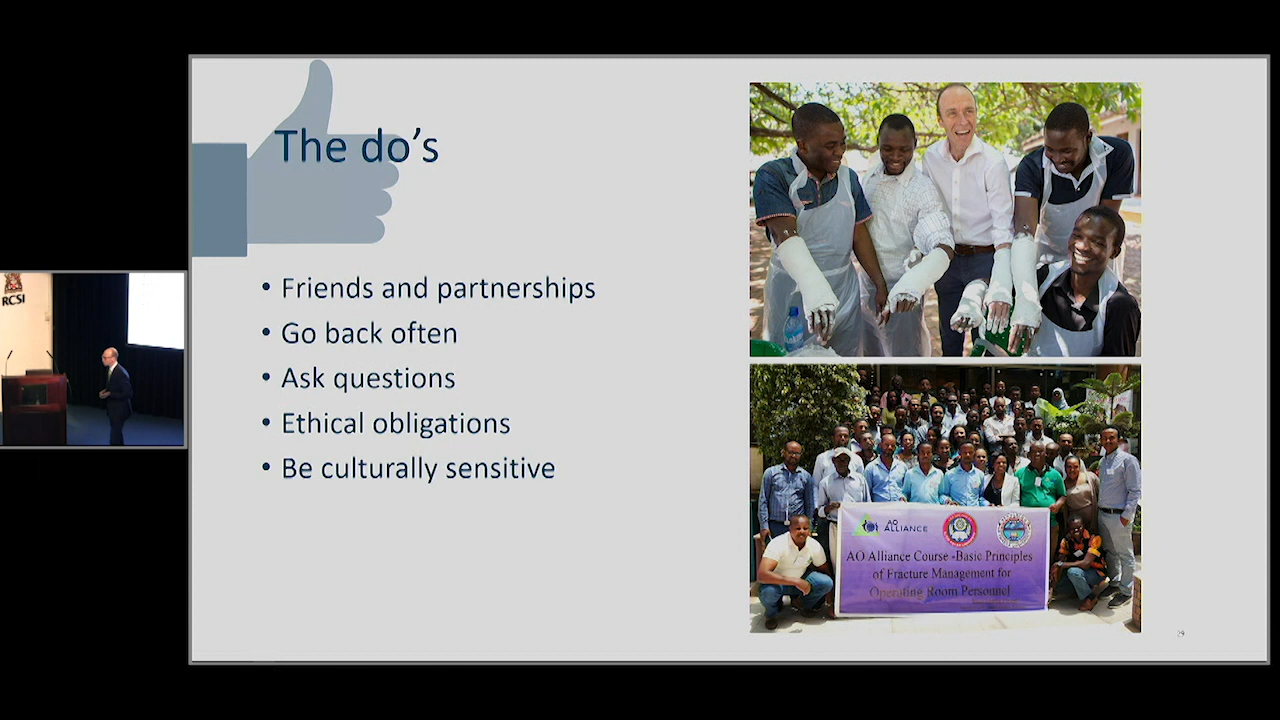 RCSI
The do's
• Friends and partnerships
• Go back often
• Ask questions
• Ethical obligations
• Be culturally sensitive
AO
ALLIANCE
AO Alliance Course -Basic Principles
of Fracture Management for
Operating Room Personnel
29